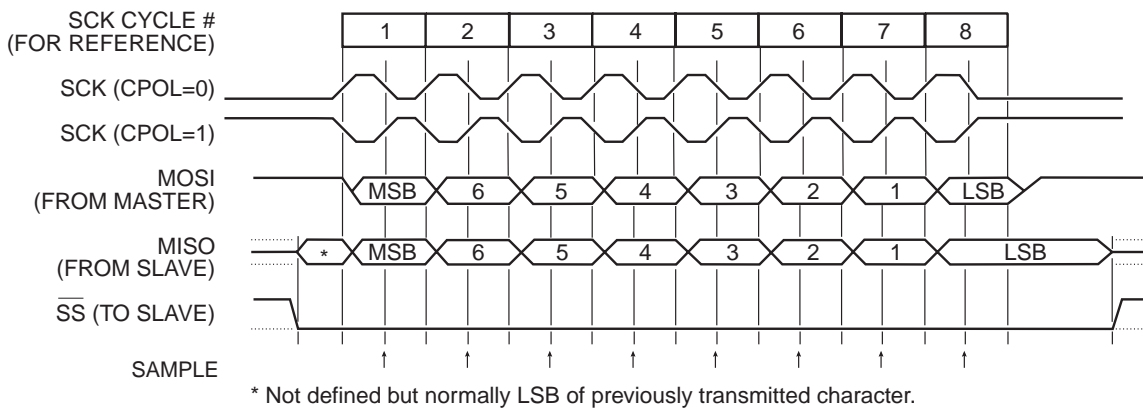 SCK CYCLE #
(FOR REFERENCE)
1 2 3 4 5 6 7 8
SCK (CPOL=0)
SCK (CPOL=1)
MOSI
(FROM MASTER)
MSB 6 5 4 3 2 1 LSB
MISO
(FROM SLAVE)
* MSB 6 5 4 3 2 1 LSB
SS (TO SLAVE)
SAMPLE
* Not defined but normally LSB of previously transmitted character.